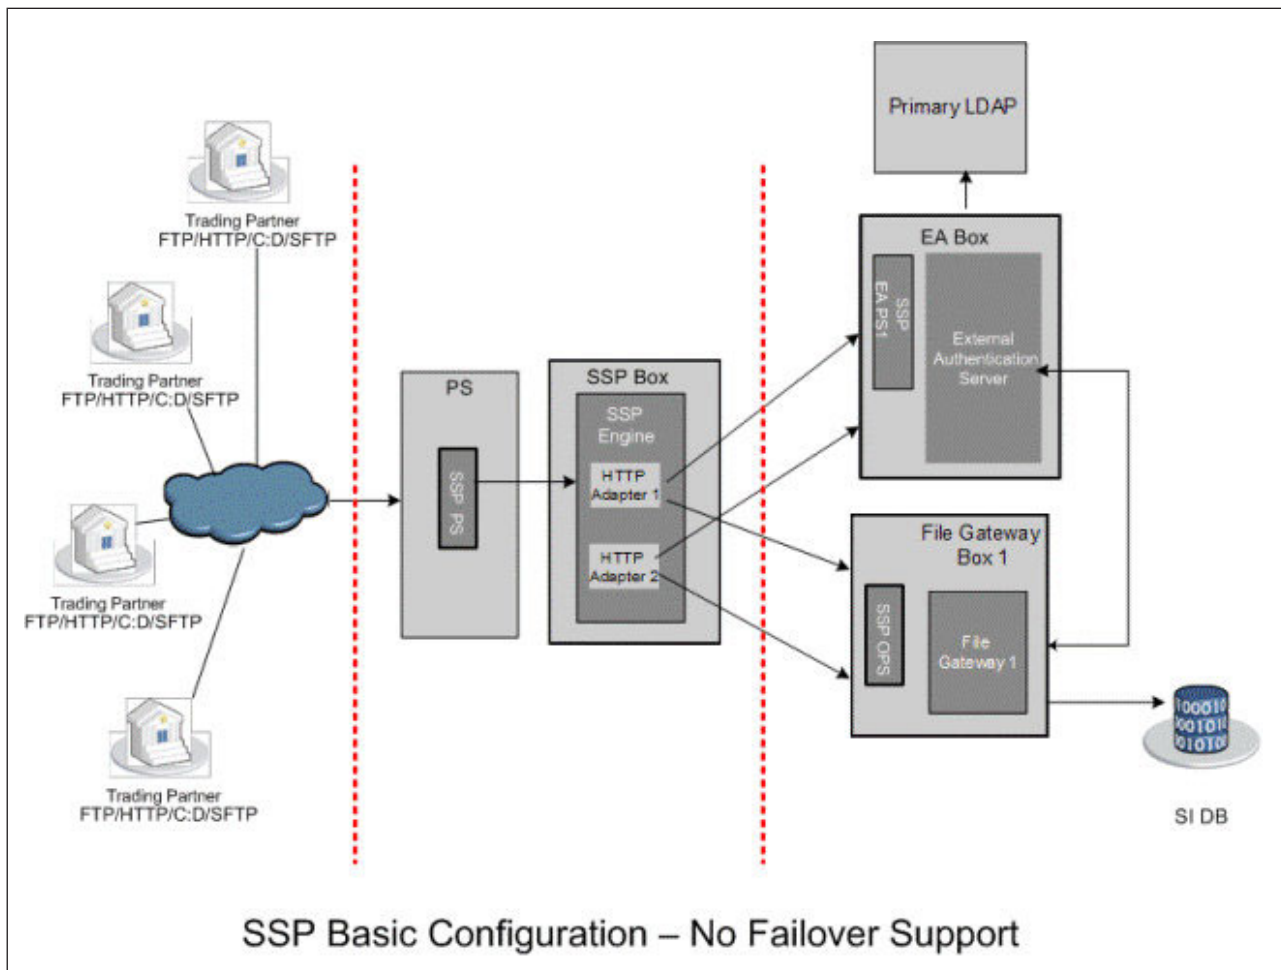 Primary LDAP
Trading Partner
FTP/HTTP/C:D/SFTP
EA Box
SSP
EA PS1
External
Authentication
Server
Trading Partner
FTP/HTTP/C:D/SFTP
PS
SSP PS
SSP Box
SSP
Engine
HTTP
Adapter 1
HTTP
Adapter 2
File Gateway
Box 1
SSP OPS
File
Gateway 1
Trading Partner
FTP/HTTP/C:D/SFTP
Trading Partner
FTP/HTTP/C:D/SFTP
100010
0001010
0010100
SI DB
SSP Basic Configuration – No Failover Support